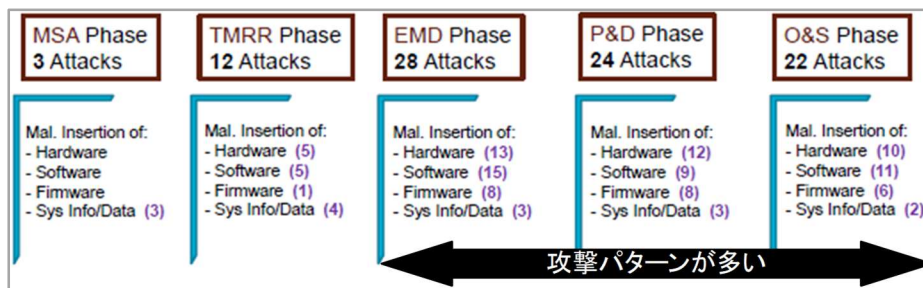 MSA Phase
3 Attacks
Mal. Insertion of:
- Hardware
- Software
- Firmware
- Sys Info/Data (3)
TMRR Phase
12 Attacks
Mal. Insertion of:
- Hardware (5)
- Software (5)
- Firmware (1)
- Sys Info/Data (4)
EMD Phase
28 Attacks
Mal. Insertion of:
- Hardware (13)
- Software (15)
- Firmware (8)
- Sys Info/Data (3)
P&D Phase
24 Attacks
Mal. Insertion of:
- Hardware (12)
- Software (9)
- Firmware (8)
- Sys Info/Data (3)
O&S Phase
22 Attacks
Mal. Insertion of:
- Hardware (10)
- Software (11)
- Firmware (6)
- Sys Info/Data (2)
攻撃パターンが多い